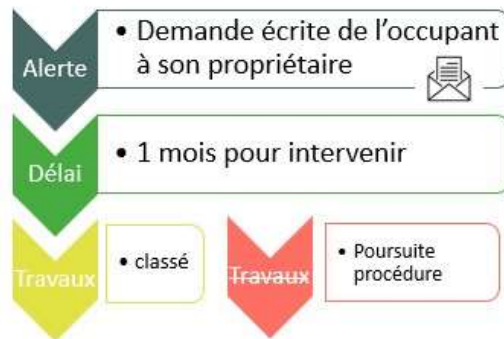 Alerte
• Demande écrite de l’occupant
à son propriétaire
Délai
• 1 mois pour intervenir
Travaux
• classé
Travaux
• Poursuite
procédure